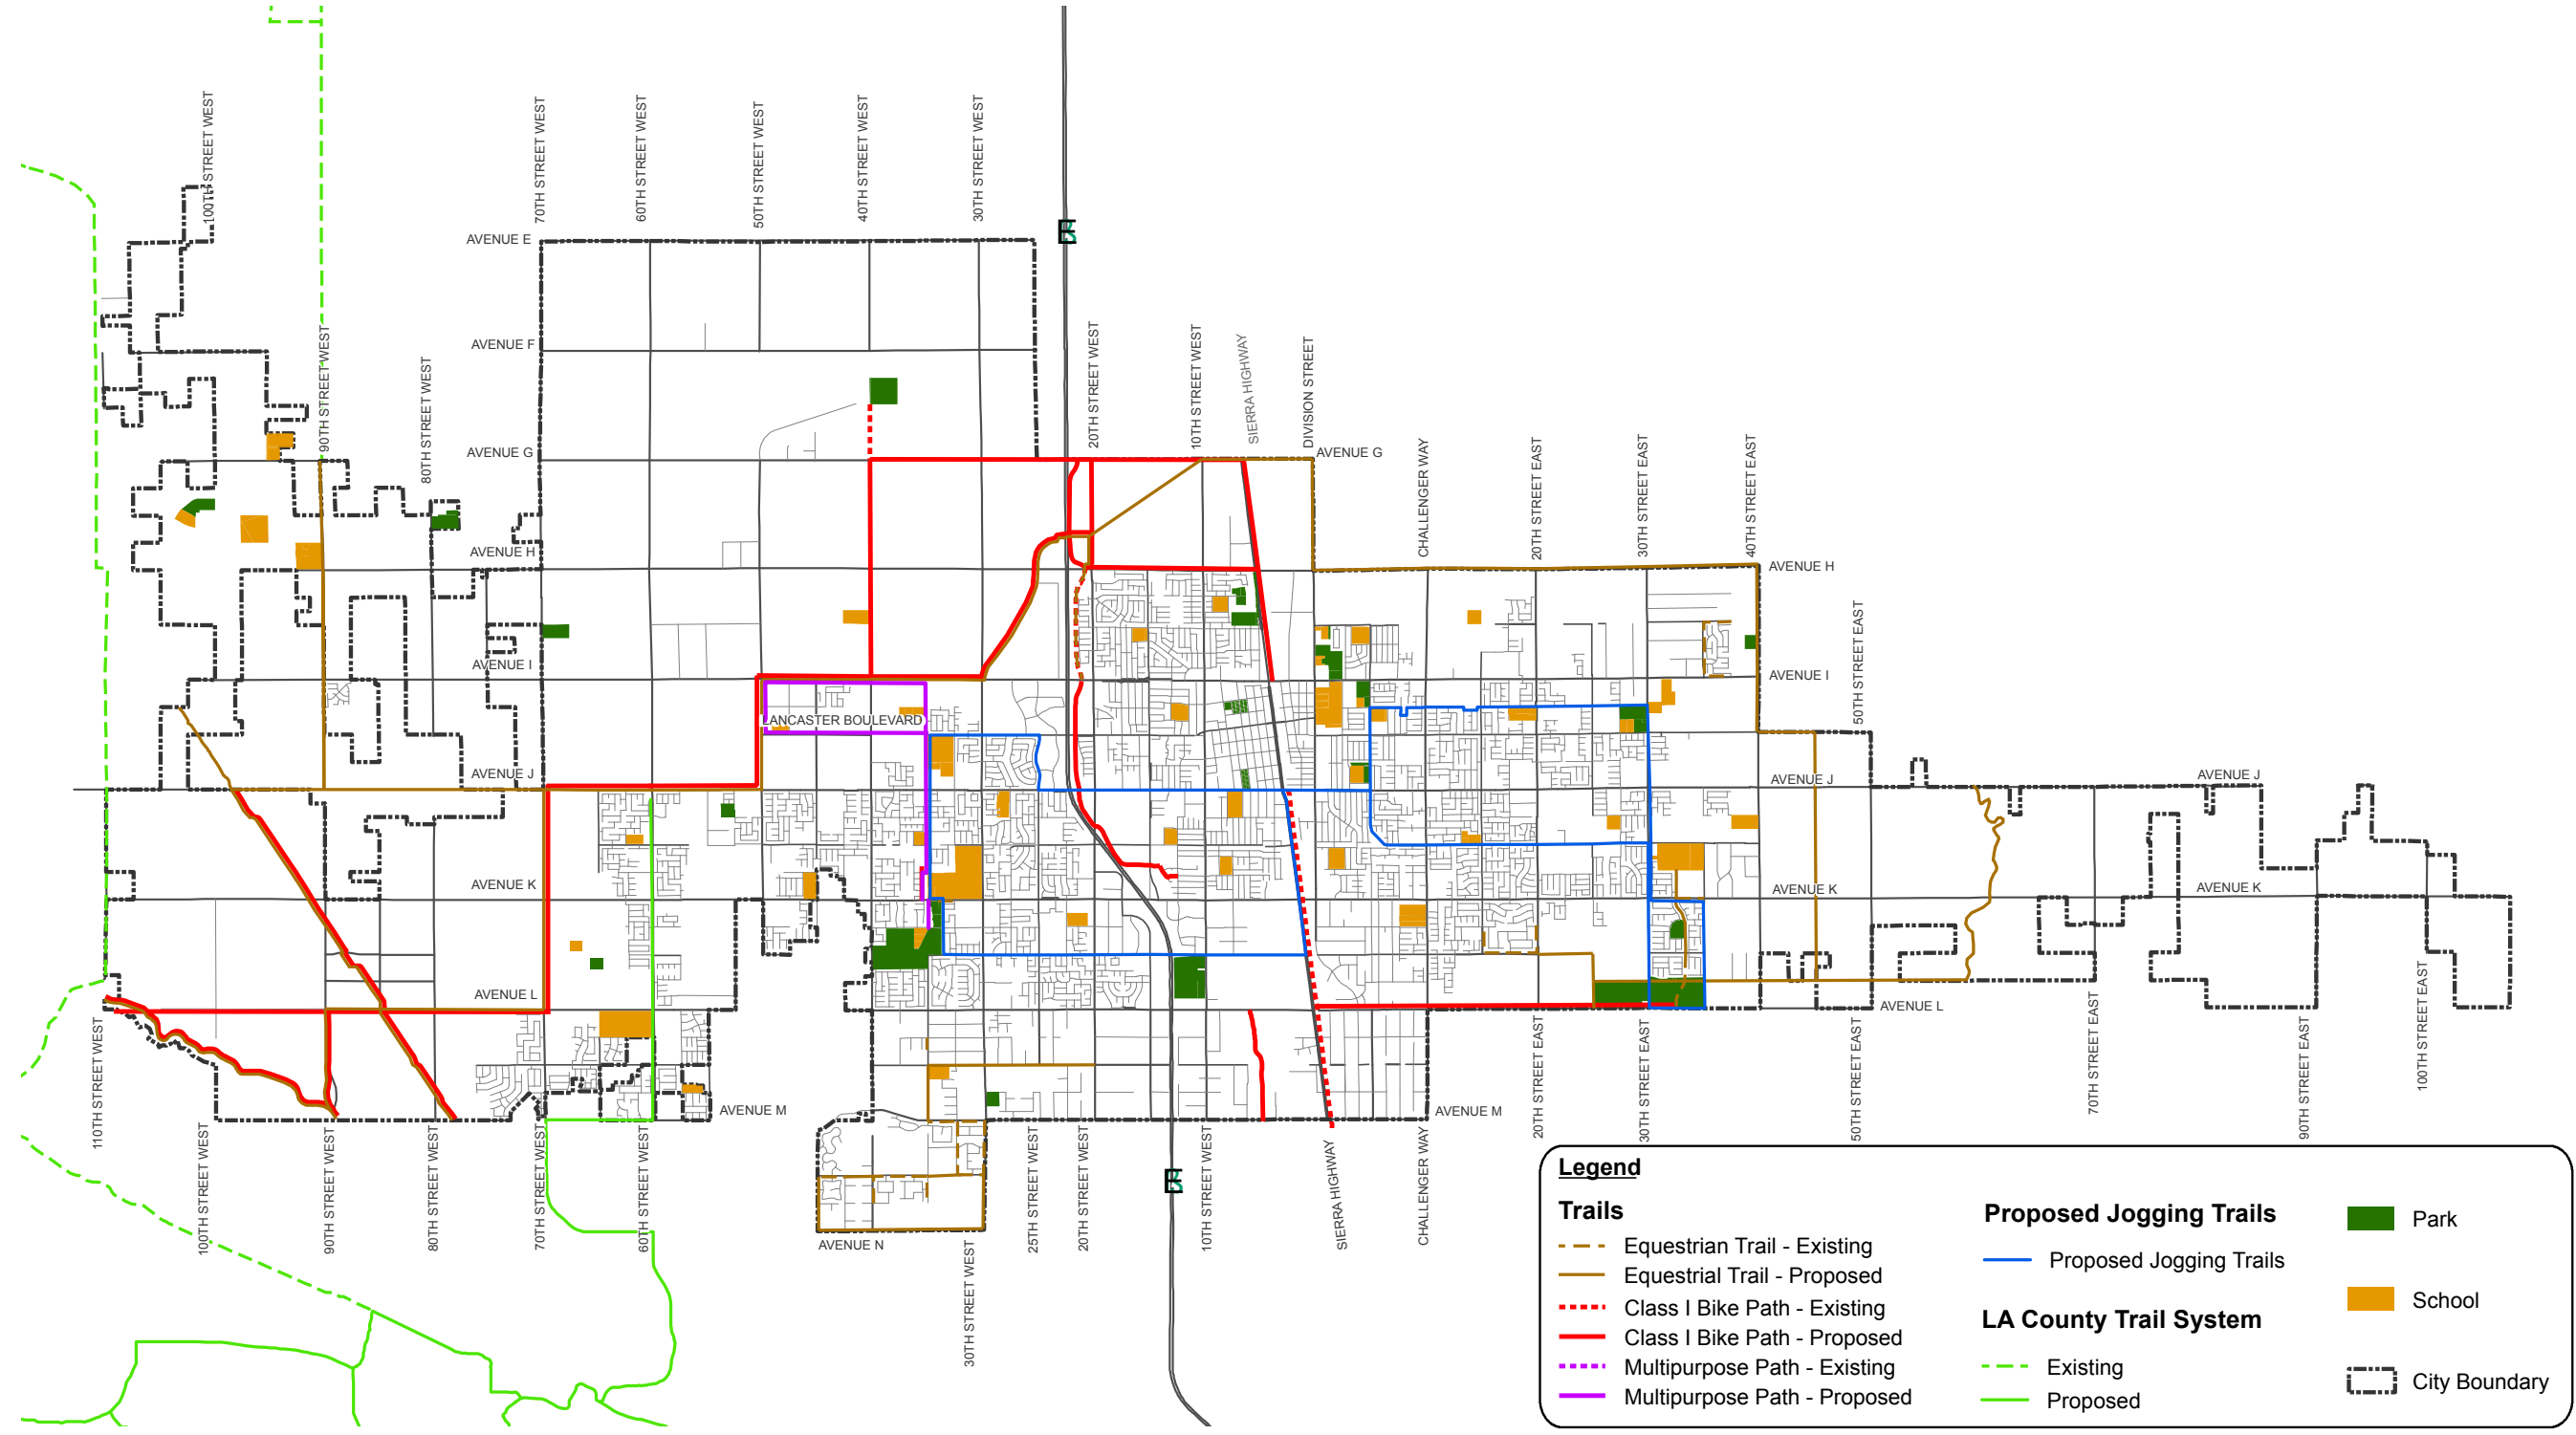 100TH STREET WEST
70TH STREET WEST
60TH STREET WEST
50TH STREET WEST
40TH STREET WEST
30TH STREET WEST
AVENUE E
AVENUE F
90TH STREET WEST
80TH STREET WEST
20TH STREET WEST
10TH STREET WEST
SIERRA HIGHWAY
DIVISION STREET
AVENUE G
AVENUE G
CHALLENGER WAY
20TH STREET EAST
30TH STREET EAST
40TH STREET EAST
AVENUE H
AVENUE H
50TH STREET EAST
AVENUE I
AVENUE I
LANCASTER BOULEVARD
AVENUE J
AVENUE J
AVENUE J
AVENUE K
AVENUE K
AVENUE K
AVENUE L
AVENUE L
110TH STREET WEST
20TH STREET EAST
30TH STREET EAST
50TH STREET EAST
70TH STREET EAST
90TH STREET EAST
100TH STREET EAST
AVENUE M
AVENUE M
100TH STREET WEST
90TH STREET WEST
80TH STREET WEST
70TH STREET WEST
60TH STREET WEST
AVENUE N
30TH STREET WEST
25TH STREET WEST
20TH STREET WEST
10TH STREET WEST
SIERRA HIGHWAY
CHALLENGER WAY
Legend
Trails
Equestrian Trail - Existing
Equestrial Trail - Proposed
Class I Bike Path - Existing
Class I Bike Path - Proposed
Multipurpose Path - Existing
Multipurpose Path - Proposed
Proposed Jogging Trails
Proposed Jogging Trails
LA County Trail System
Existing
Proposed
Park
School
City Boundary